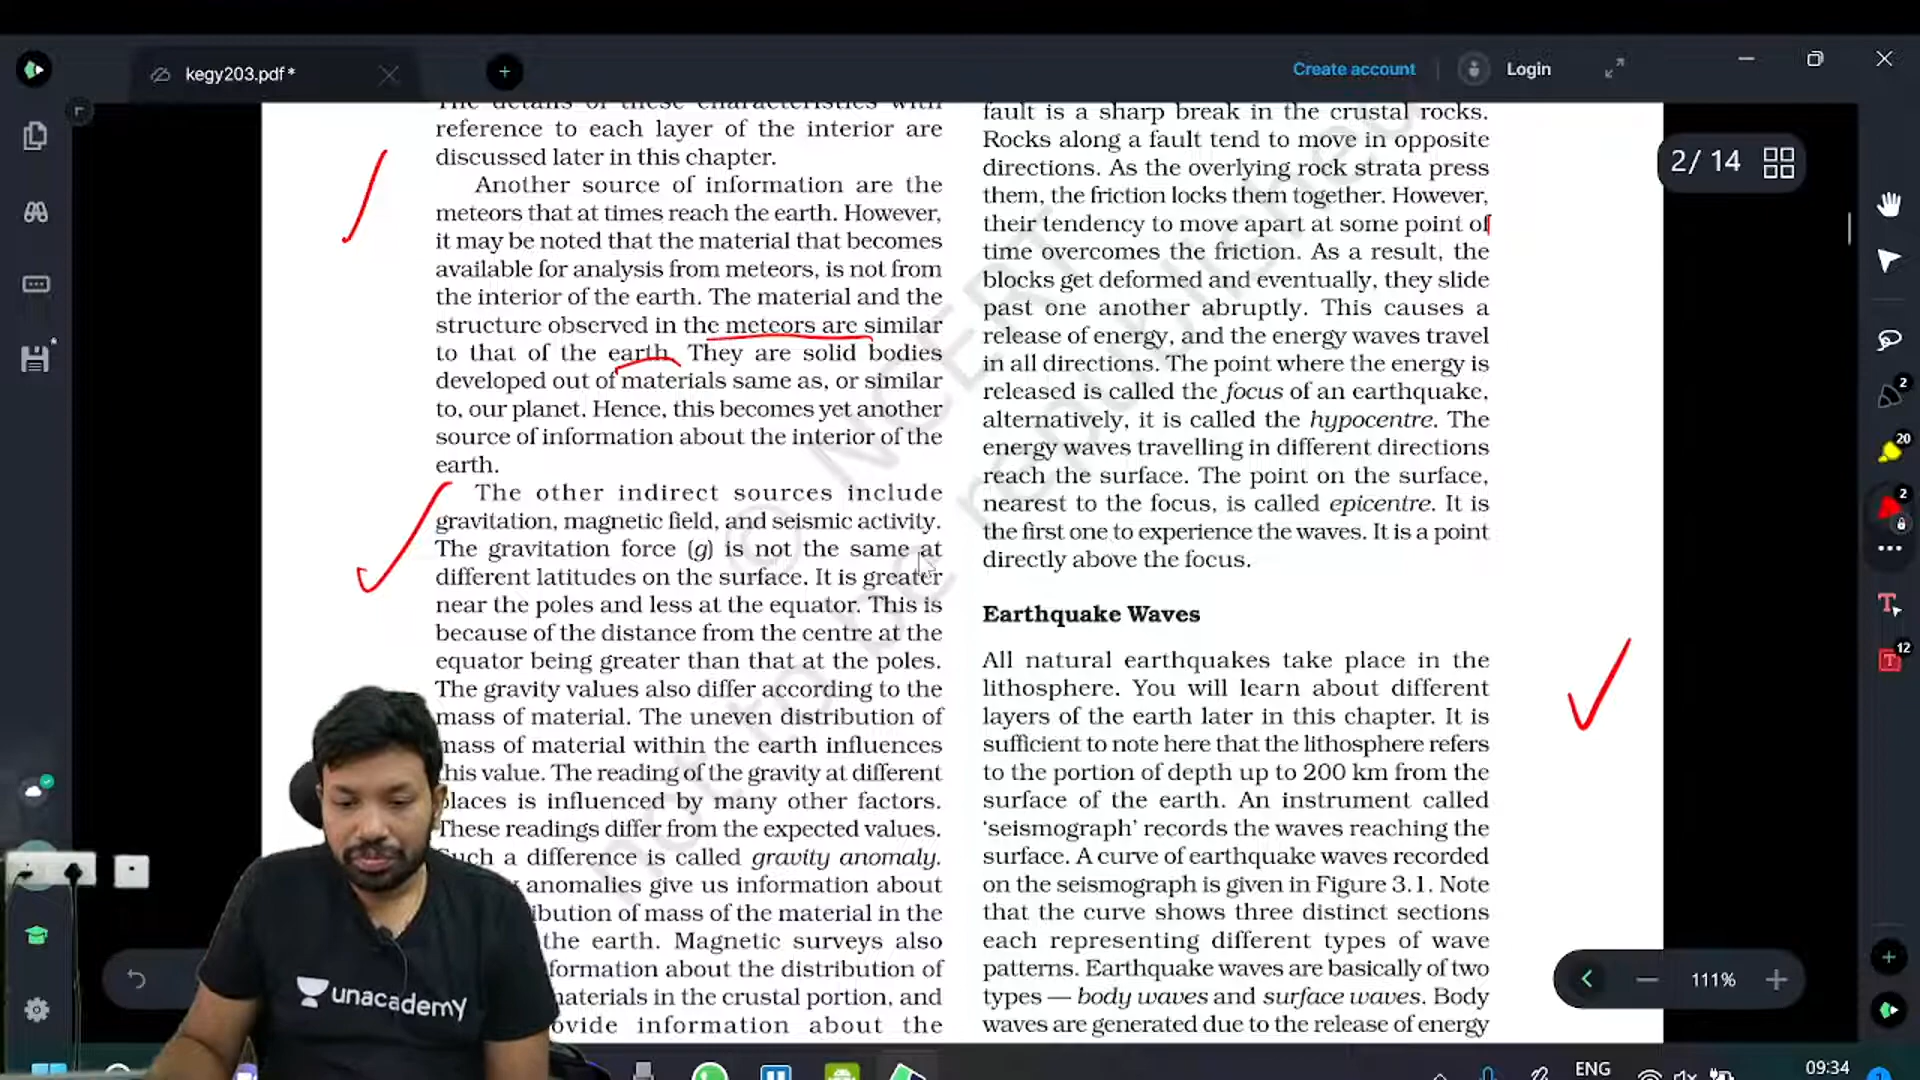 kegy203.pdf*
Create account
Login
2/ 14
reference to each layer of the interior are
discussed later in this chapter.
Another source of information are the
meteors that at times reach the earth. However,
it may be noted that the material that becomes
available for analysis from meteors, is not from
the interior of the earth. The material and the
structure observed in the meteors are similar
to that of the earth. They are solid bodies
developed out of materials same as, or similar
to, our planet. Hence, this becomes yet another
source of information about the interior of the
earth.
The other indirect sources include
gravitation, magnetic field, and seismic activity.
The gravitation force (g) is not the same at
different latitudes on the surface. It is greater
near the poles and less at the equator. This is
because of the distance from the centre at the
equator being greater than that at the poles.
The gravity values also differ according to the
mass of material. The uneven distribution of
mass of material within the earth influences
this value. The reading of the gravity at different
places is influenced by many other factors.
These readings differ from the expected values.
Such a difference is called gravity anomaly.
anomalies give us information about
ibution of mass of the material in the
the earth. Magnetic surveys also
formation about the distribution of
materials in the crustal portion, and
ovide information about the
fault is a sharp break in the crustal rocks.
Rocks along a fault tend to move in opposite
directions. As the overlying rock strata press
them, the friction locks them together. However,
their tendency to move apart at some point of
time overcomes the friction. As a result, the
blocks get deformed and eventually, they slide
past one another abruptly. This causes a
release of energy, and the energy waves travel
in all directions. The point where the energy is
released is called the focus of an earthquake,
alternatively, it is called the hypocentre. The
energy waves travelling in different directions
reach the surface. The point on the surface,
nearest to the focus, is called epicentre. It is
the first one to experience the waves. It is a point
directly above the focus.
Earthquake Waves
All natural earthquakes take place in the
lithosphere. You will learn about different
layers of the earth later in this chapter. It is
sufficient to note here that the lithosphere refers
to the portion of depth up to 200 km from the
surface of the earth. An instrument called
‘seismograph’ records the waves reaching the
surface. A curve of earthquake waves recorded
on the seismograph is given in Figure 3.1. Note
that the curve shows three distinct sections
each representing different types of wave
patterns. Earthquake waves are basically of two
types — body waves and surface waves. Body
waves are generated due to the release of energy
© NCERT
not to be republished
2
20
2
12
unacademy
111%
ENG
09:34